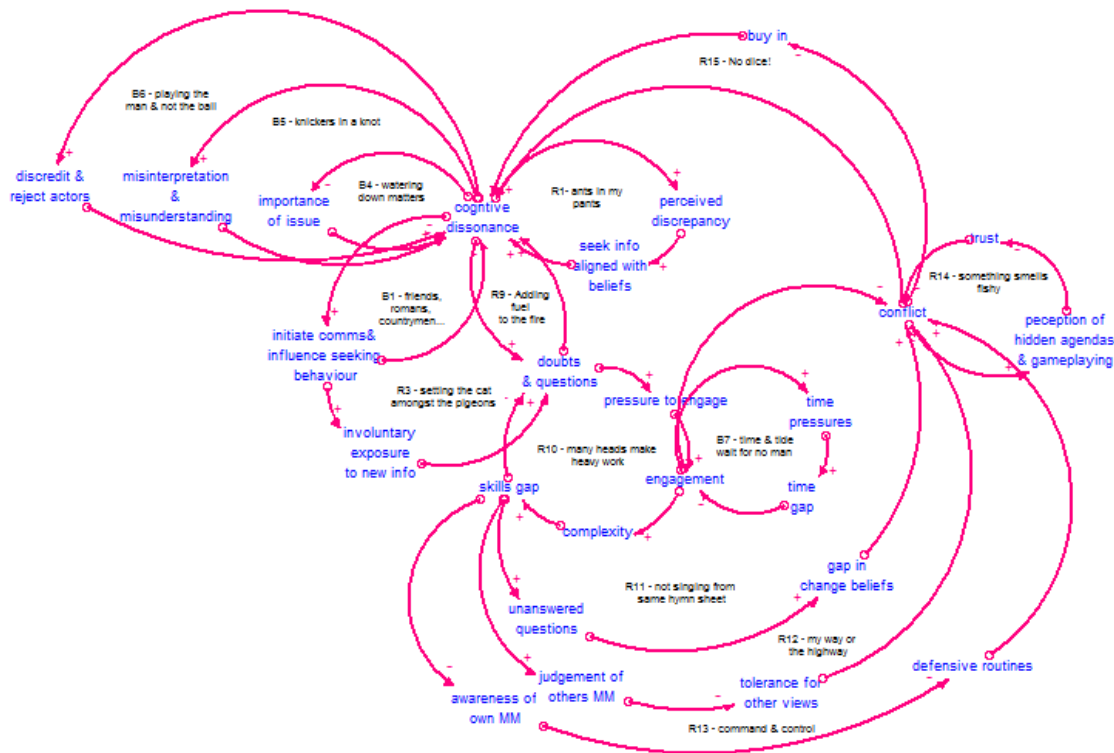 buy in
R15 - No dice!
B6 - playing the
man & not the ball
B5 - knickers in a knot
discredit &
reject actors
misinterpretation
&
misunderstanding
importance
of issue
B4 - watering
down matters
cogntive
dissonance
R1- ants in my
pants
perceived
discrepancy
seek info
aligned with
beliefs
trust
R14 - something smells
fishy
conflict
peception of
hidden agendas
& gameplaying
B1 - friends,
romans,
countrymen...
R9 - Adding
fuel
to the fire
initiate comms&
influence seeking
behaviour
doubts
& questions
R3 - setting the cat
amongst the pigeons
pressure to engage
time
pressures
involuntary
exposure
to new info
R10 - many heads make
heavy work
B7 - time & tide
wait for no man
skills gap
engagement
time
gap
complexity
gap in
change beliefs
R11 - not singing from
same hymn sheet
unanswered
questions
R12 - my way or
the highway
defensive routines
judgement of
others MM
tolerance for
other views
awareness of
own MM
R13 - command & control